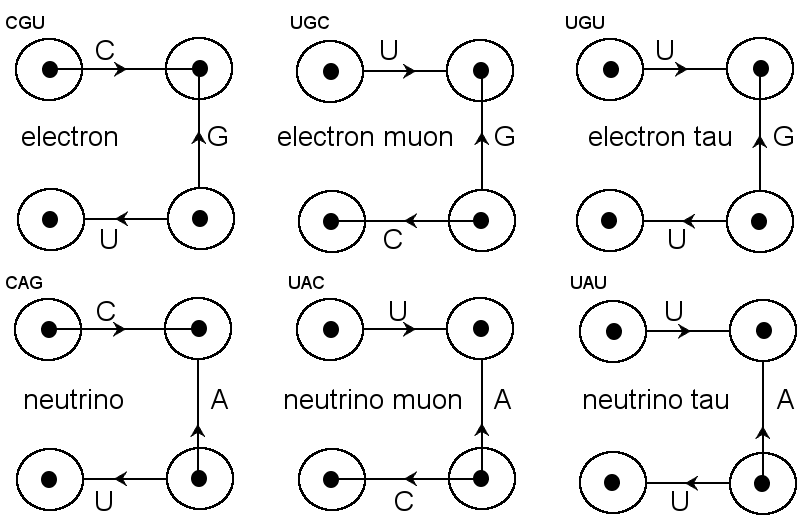 CGU
C
electron
G
U
UGC
U
electron muon
G
C
UGU
U
electron tau
G
U
CAG
C
neutrino
A
U
UAC
U
neutrino muon
A
C
UAU
U
neutrino tau
A
U